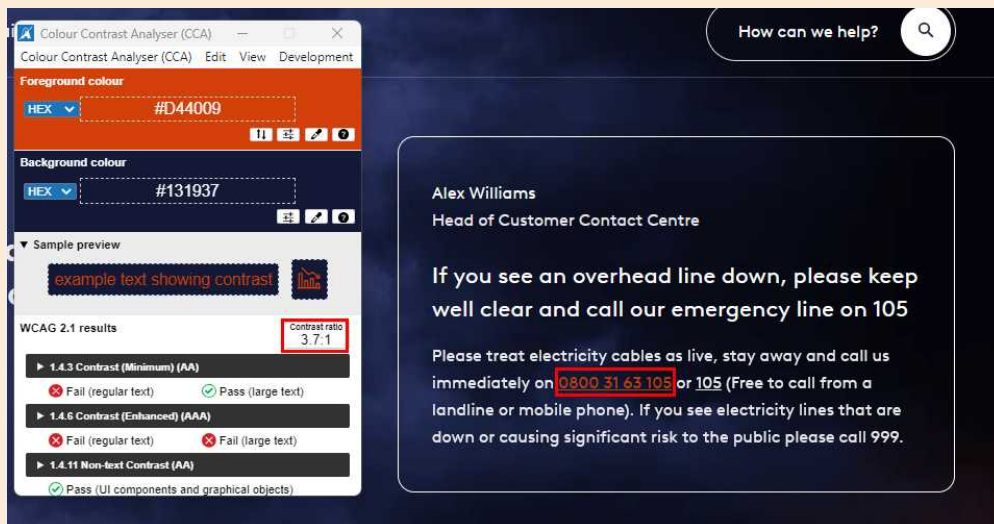 Colour Contrast Analyser (CCA)
Colour Contrast Analyser (CCA) Edit View Development
Foreground colour
HEX #D44009
Background colour
HEX #131937
▼ Sample preview
example text showing contrast
WCAG 2.1 results
Contrast ratio
3.7:1
▶ 1.4.3 Contrast (Minimum) (AA)
Fail (regular text) Pass (large text)
▶ 1.4.6 Contrast (Enhanced) (AAA)
Fail (regular text) Fail (large text)
▶ 1.4.11 Non-text Contrast (AA)
Pass (UI components and graphical objects)
How can we help?
Alex Williams
Head of Customer Contact Centre
If you see an overhead line down, please keep
well clear and call our emergency line on 105
Please treat electricity cables as live, stay away and call us
immediately on 0800 31 63 105 or 105 (Free to call from a
landline or mobile phone). If you see electricity lines that are
down or causing significant risk to the public please call 999.